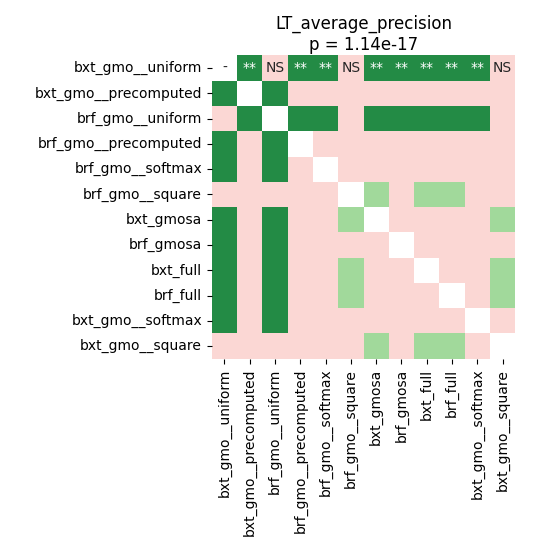 LT_average_precision
p = 1.14e-17
bxt_gmo__uniform - ** NS ** ** NS ** ** ** ** ** NS
bxt_gmo__precomputed
brf_gmo__uniform
brf_gmo__precomputed
brf_gmo__softmax
brf_gmo__square
bxt_gmosa
brf_gmosa
bxt_full
brf_full
bxt_gmo__softmax
bxt_gmo__square
bxt_gmo__uniform
bxt_gmo__precomputed
brf_gmo__uniform
brf_gmo__precomputed
brf_gmo__softmax
brf_gmo__square
bxt_gmosa
brf_gmosa
bxt_full
brf_full
bxt_gmo__softmax
bxt_gmo__square